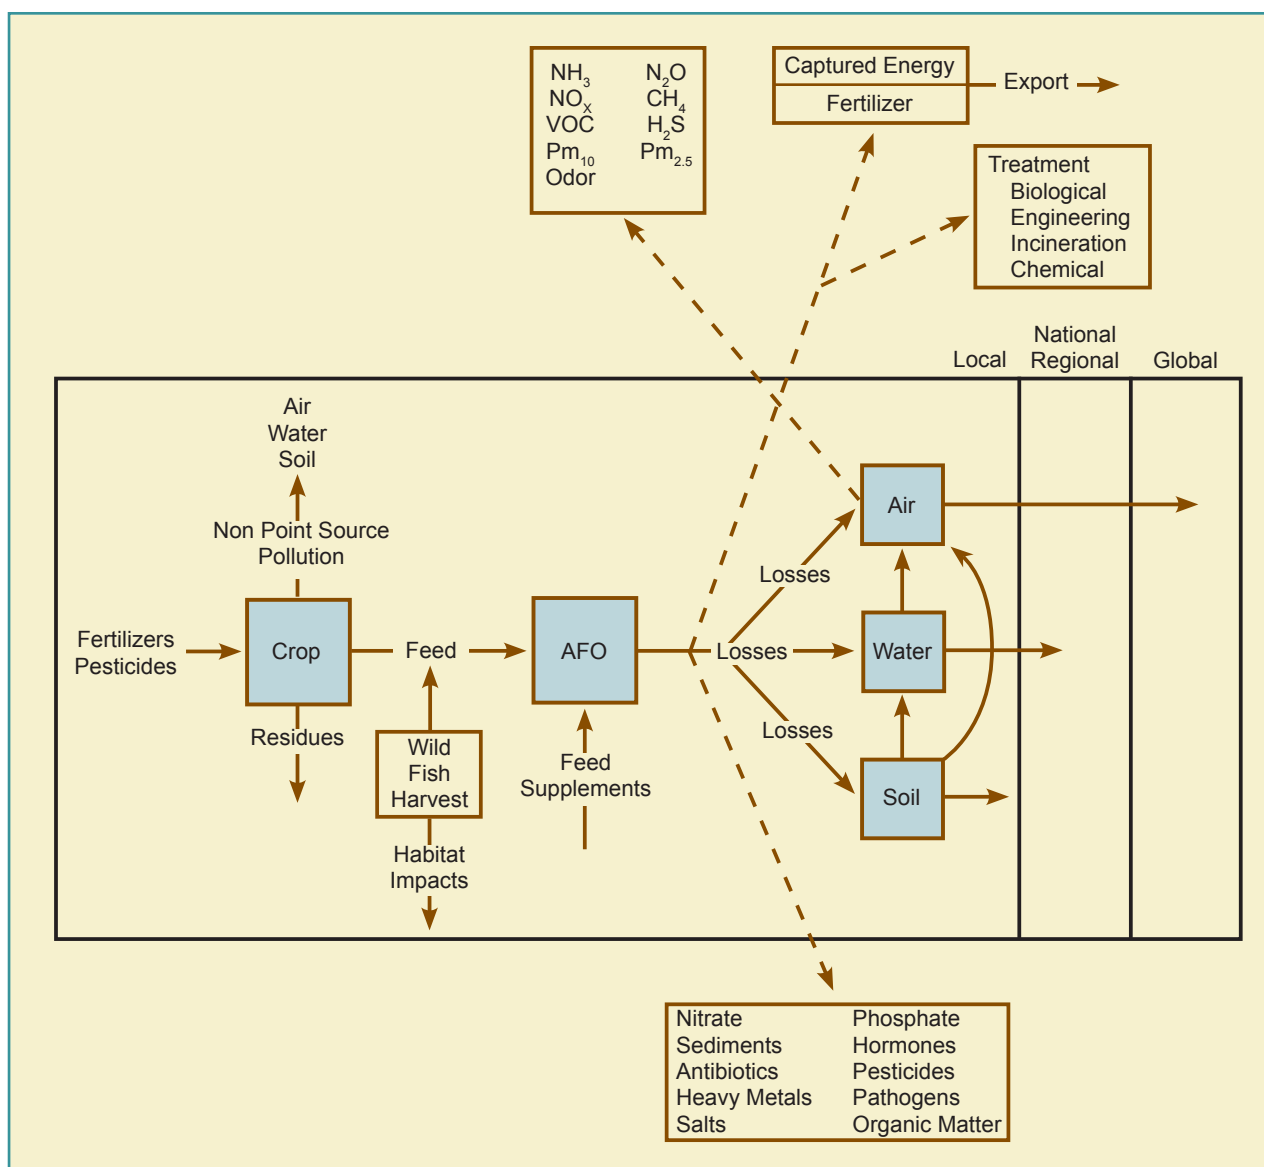 NH₃ N₂O
NOₓ CH₄
VOC H₂S
Pm₁₀ Pm₂.₅
Odor
Captured Energy
Fertilizer
Export
Treatment
Biological
Engineering
Incineration
Chemical
Local
National
Regional
Global
Air
Water
Soil
Non Point Source
Pollution
Fertilizers
Pesticides
Crop
Residues
Feed
Wild
Fish
Harvest
Habitat
Impacts
AFO
Feed
Supplements
Losses
Losses
Losses
Air
Water
Soil
Nitrate Phosphate
Sediments Hormones
Antibiotics Pesticides
Heavy Metals Pathogens
Salts Organic Matter